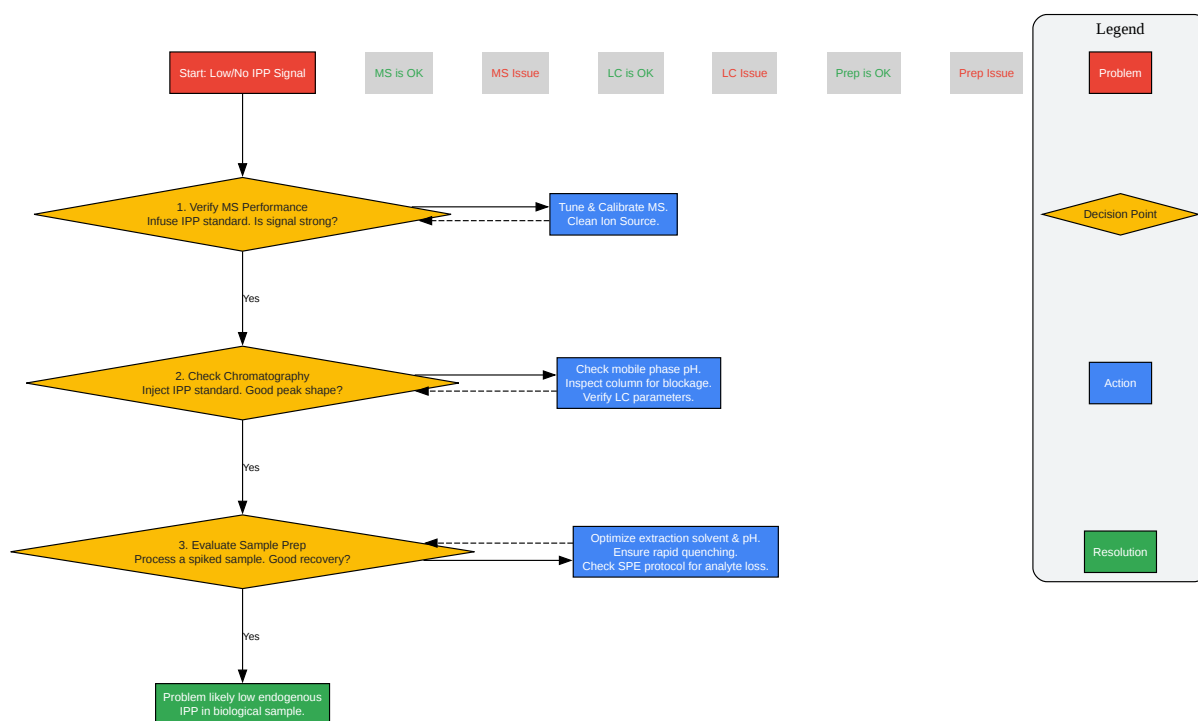 Legend
Start: Low/No IPP Signal
MS is OK
MS Issue
LC is OK
LC Issue
Prep is OK
Prep Issue
Problem
1. Verify MS Performance
Infuse IPP standard. Is signal strong?
Tune & Calibrate MS.
Clean Ion Source.
Decision Point
Yes
2. Check Chromatography
Inject IPP standard. Good peak shape?
Check mobile phase pH.
Inspect column for blockage.
Verify LC parameters.
Action
Yes
3. Evaluate Sample Prep
Process a spiked sample. Good recovery?
Optimize extraction solvent & pH.
Ensure rapid quenching.
Check SPE protocol for analyte loss.
Resolution
Yes
Problem likely low endogenous
IPP in biological sample.